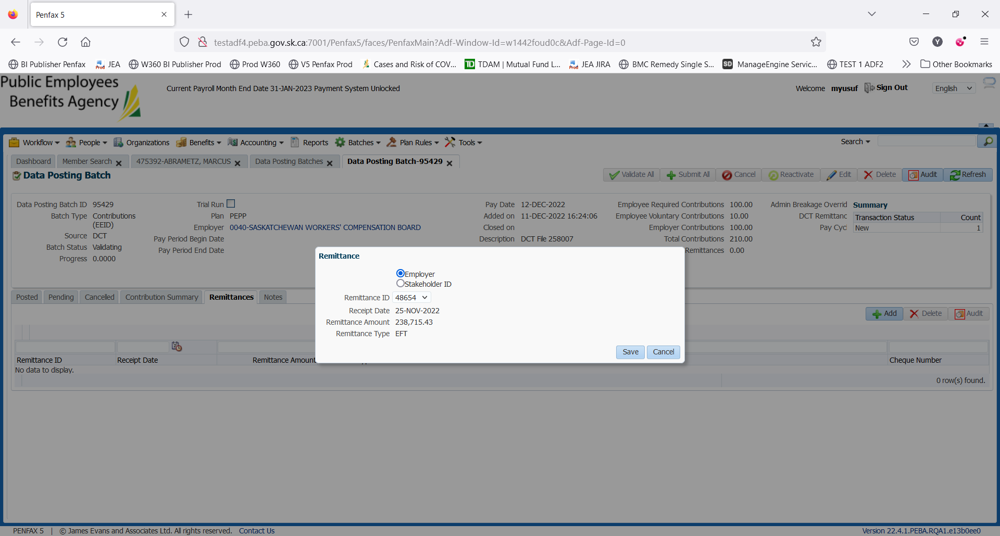 Penfax 5
testadf4.peba.gov.sk.ca:7001/Penfax5/faces/PenfaxMain?Adf-Window-Id=w1442foud0c&Adf-Page-Id=0
Y
BI Publisher Penfax JEA W360 BI Publisher Prod Prod W360 V5 Penfax Prod Cases and Risk of COV... TD TDAM | Mutual Fund L... JEA JIRA BMC Remedy Single S... SD ManageEngine Servic... TEST 1 ADF2 Other Bookmarks
Public Employees
Benefits Agency
Current Payroll Month End Date 31-JAN-2023 Payment System Unlocked
Welcome myusuf Sign Out English
Workflow People Organizations Benefits Accounting Reports Batches Plan Rules Tools Search
Dashboard Member Search 475392-ABRAMETZ, MARCUS Data Posting Batches Data Posting Batch-95429
Data Posting Batch
Validate All Submit All Cancel Reactivate Edit Delete Audit Refresh
Data Posting Batch ID 95429
Batch Type Contributions
(EEID)
Source DCT
Batch Status Validating
Progress 0.0000
Trial Run
Plan PEPP
Employer 0040-SASKATCHEWAN WORKERS' COMPENSATION BOARD
Pay Period Begin Date
Pay Period End Date
Pay Date 12-DEC-2022
Added on 11-DEC-2022 16:24:06
Closed on
Description DCT File 258007
Employee Required Contributions 100.00
Employee Voluntary Contributions 10.00
Employer Contributions 100.00
Total Contributions 210.00
Remittances 0.00
Admin Breakage Overrid
DCT Remittanc
Pay Cycl
Summary
Transaction Status Count
New 1
Remittance
Employer
Stakeholder ID
Remittance ID 48654
Receipt Date 25-NOV-2022
Remittance Amount 238,715.43
Remittance Type EFT
Save Cancel
Posted Pending Cancelled Contribution Summary Remittances Notes
Add Delete Audit
Remittance ID Receipt Date Remittance Amount Cheque Number
No data to display.
0 row(s) found.
PENFAX 5 | © James Evans and Associates Ltd. All rights reserved. Contact Us
Version 22.4.1.PEBA.RQA1.e13b0ee0